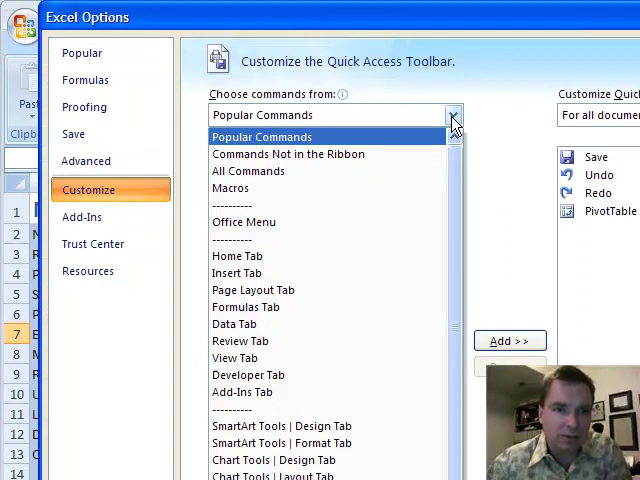 Excel Options
Popular
Formulas
Proofing
Save
Advanced
Customize
Add-Ins
Trust Center
Resources
Customize the Quick Access Toolbar.
Choose commands from:
Popular Commands
Popular Commands
Commands Not in the Ribbon
All Commands
Macros
----------
Office Menu
----------
Home Tab
Insert Tab
Page Layout Tab
Formulas Tab
Data Tab
Review Tab
View Tab
Developer Tab
Add-Ins Tab
----------
SmartArt Tools | Design Tab
SmartArt Tools | Format Tab
Chart Tools | Design Tab
Chart Tools | Layout Tab
Add >>
Customize Quic
For all docume
Save
Undo
Redo
PivotTable
Past
1
2 N
3 R
4 P
5 S
6 P
7 E
8 M
9 R
10 U
11 L
12 D
13 C